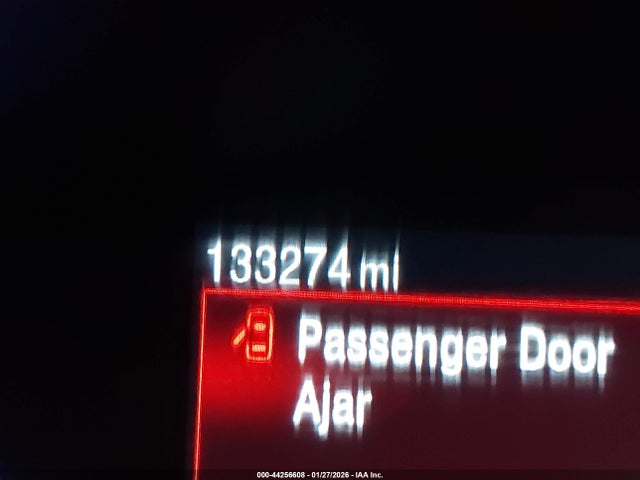 133274 mi
Passenger Door
Ajar
000-44256608 - 01/27/2026 - IAA Inc.